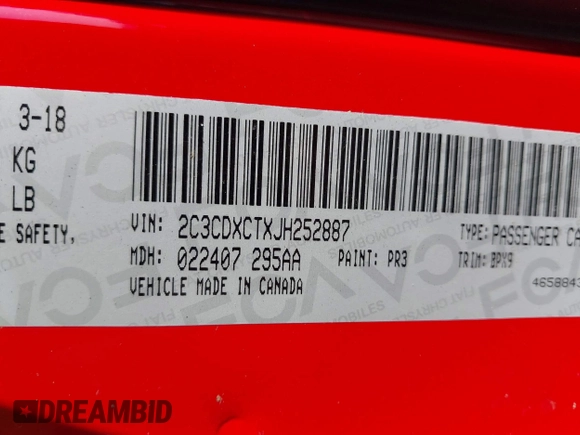 3-18
KG
LB
E SAFETY,
VIN: 2C3CDXCTXJH252887
TYPE: PASSENGER CA
MDH: 022407 295AA
PAINT: PR3
TRIM: BPX9
VEHICLE MADE IN CANADA
4658843
DREAMBID